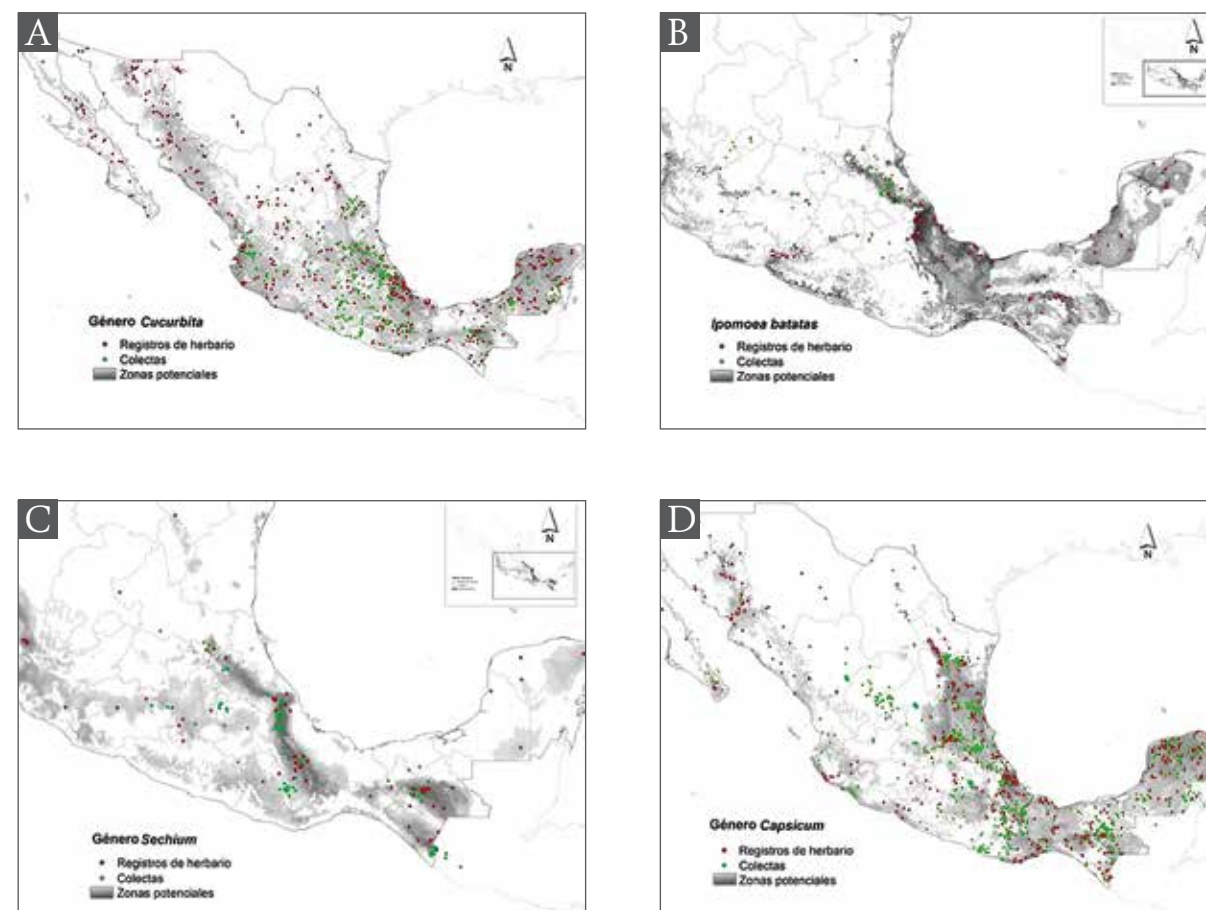 A
N
Género Cucurbita
Registros de herbario
Colectas
Zonas potenciales
B
N
Ipomoea batatas
Registros de herbario
Colectas
Zonas potenciales
C
N
Género Sechium
Registros de herbario
Colectas
Zonas potenciales
D
N
Género Capsicum
Registros de herbario
Colectas
Zonas potenciales